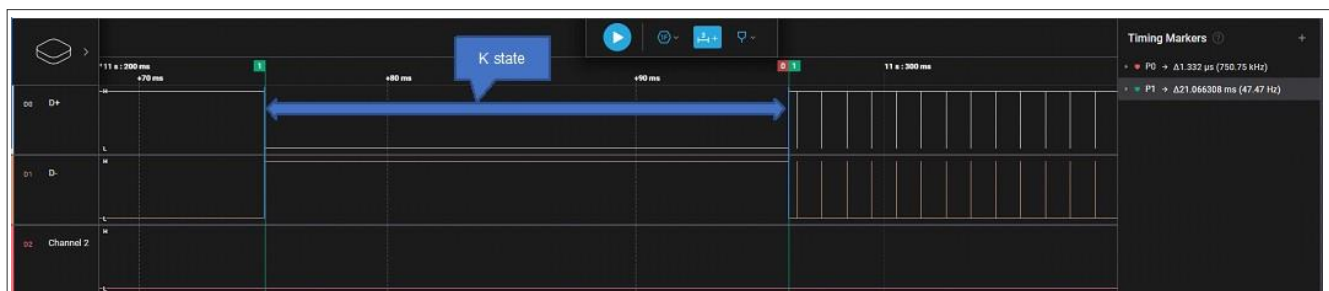 Timing Markers
K state
11 s : 200 ms
+70 ms
1
+80 ms
+90 ms
0 1
11 s : 300 ms
P0 → Δ1.332 µs (750.75 kHz)
P1 → Δ21.066308 ms (47.47 Hz)
D0 D+
H
L
D1 D-
H
L
D2 Channel 2
H
L